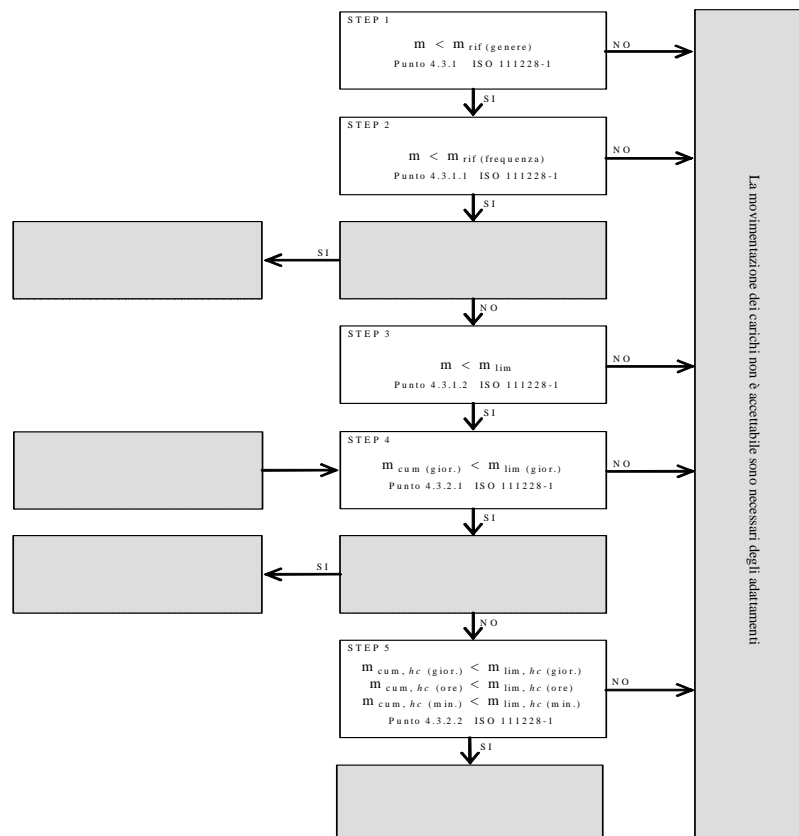 STEP 1
m < m rif (genere)
Punto 4.3.1 ISO 111228-1
NO
SI
STEP 2
m < m rif (frequenza)
Punto 4.3.1.1 ISO 111228-1
NO
SI
SI
NO
STEP 3
m < m lim
Punto 4.3.1.2 ISO 111228-1
NO
SI
STEP 4
m cum (gior.) < m lim (gior.)
Punto 4.3.2.1 ISO 111228-1
NO
SI
SI
NO
STEP 5
m cum, hc (gior.) < m lim, hc (gior.)
m cum, hc (ore) < m lim, hc (ore)
m cum, hc (min.) < m lim, hc (min.)
Punto 4.3.2.2 ISO 111228-1
NO
SI
La movimentazione dei carichi non è accettabile sono necessari degli adattamenti